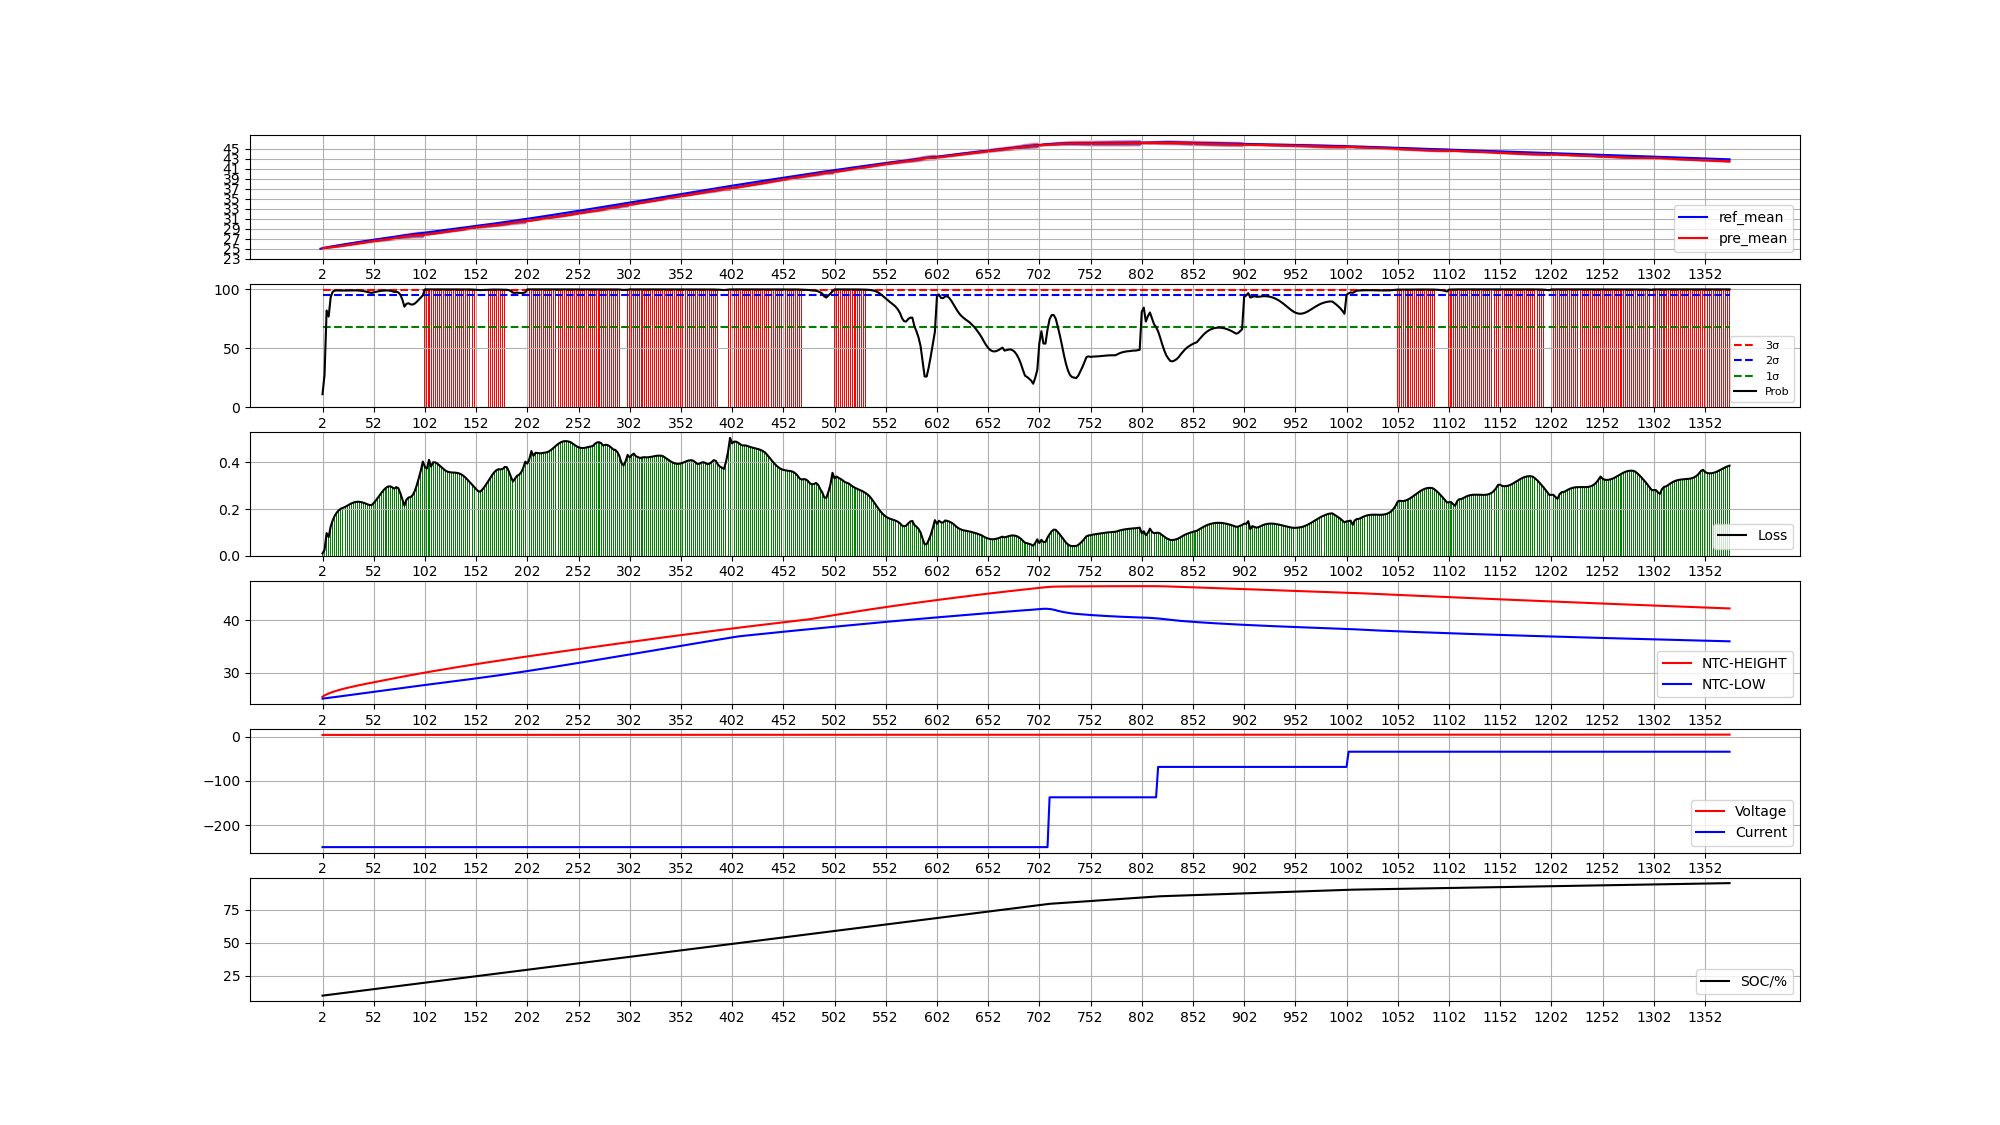 45
43
41
39
37
35
33
31
29
27
25
23
ref_mean
pre_mean
2 52 102 152 202 252 302 352 402 452 502 552 602 652 702 752 802 852 902 952 1002 1052 1102 1152 1202 1252 1302 1352
100
50
0
3σ
2σ
1σ
Prob
2 52 102 152 202 252 302 352 402 452 502 552 602 652 702 752 802 852 902 952 1002 1052 1102 1152 1202 1252 1302 1352
0.4
0.2
0.0
Loss
2 52 102 152 202 252 302 352 402 452 502 552 602 652 702 752 802 852 902 952 1002 1052 1102 1152 1202 1252 1302 1352
40
30
NTC-HEIGHT
NTC-LOW
2 52 102 152 202 252 302 352 402 452 502 552 602 652 702 752 802 852 902 952 1002 1052 1102 1152 1202 1252 1302 1352
0
−100
−200
Voltage
Current
2 52 102 152 202 252 302 352 402 452 502 552 602 652 702 752 802 852 902 952 1002 1052 1102 1152 1202 1252 1302 1352
75
50
25
SOC/%
2 52 102 152 202 252 302 352 402 452 502 552 602 652 702 752 802 852 902 952 1002 1052 1102 1152 1202 1252 1302 1352